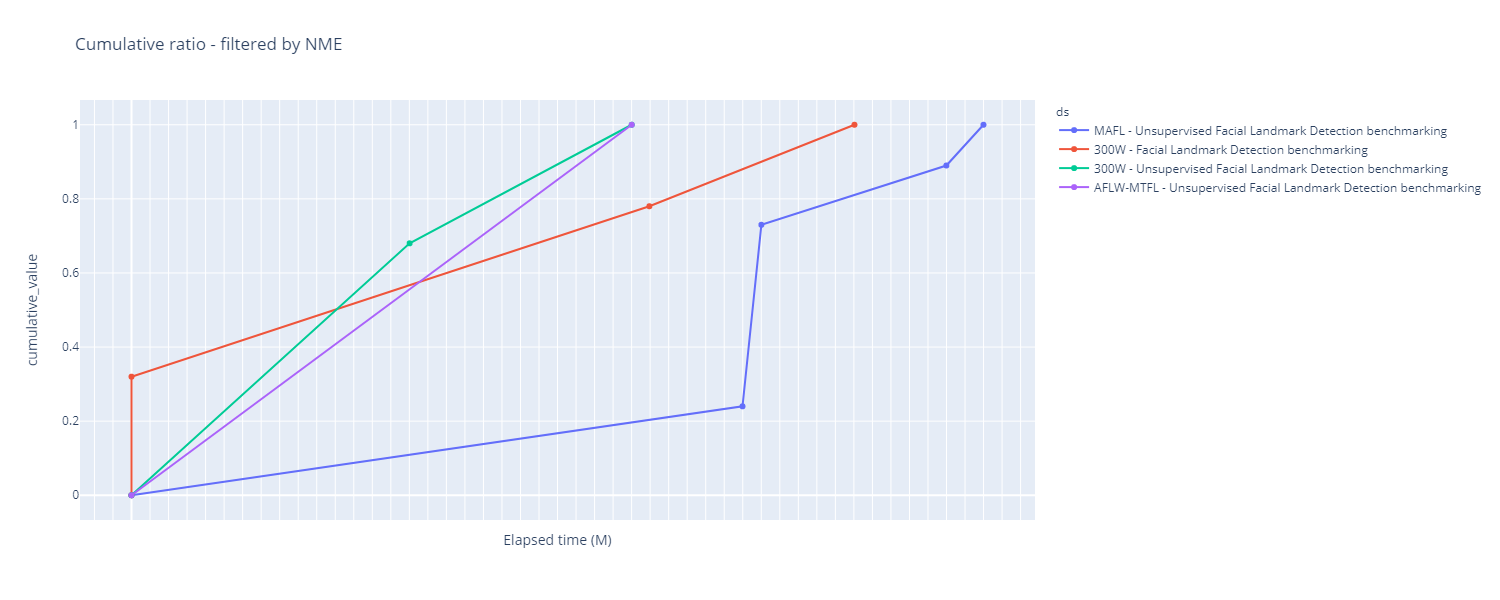 Cumulative ratio - filtered by NME
ds
MAFL - Unsupervised Facial Landmark Detection benchmarking
300W - Facial Landmark Detection benchmarking
300W - Unsupervised Facial Landmark Detection benchmarking
AFLW-MTFL - Unsupervised Facial Landmark Detection benchmarking
cumulative_value
1
0.8
0.6
0.4
0.2
0
Elapsed time (M)